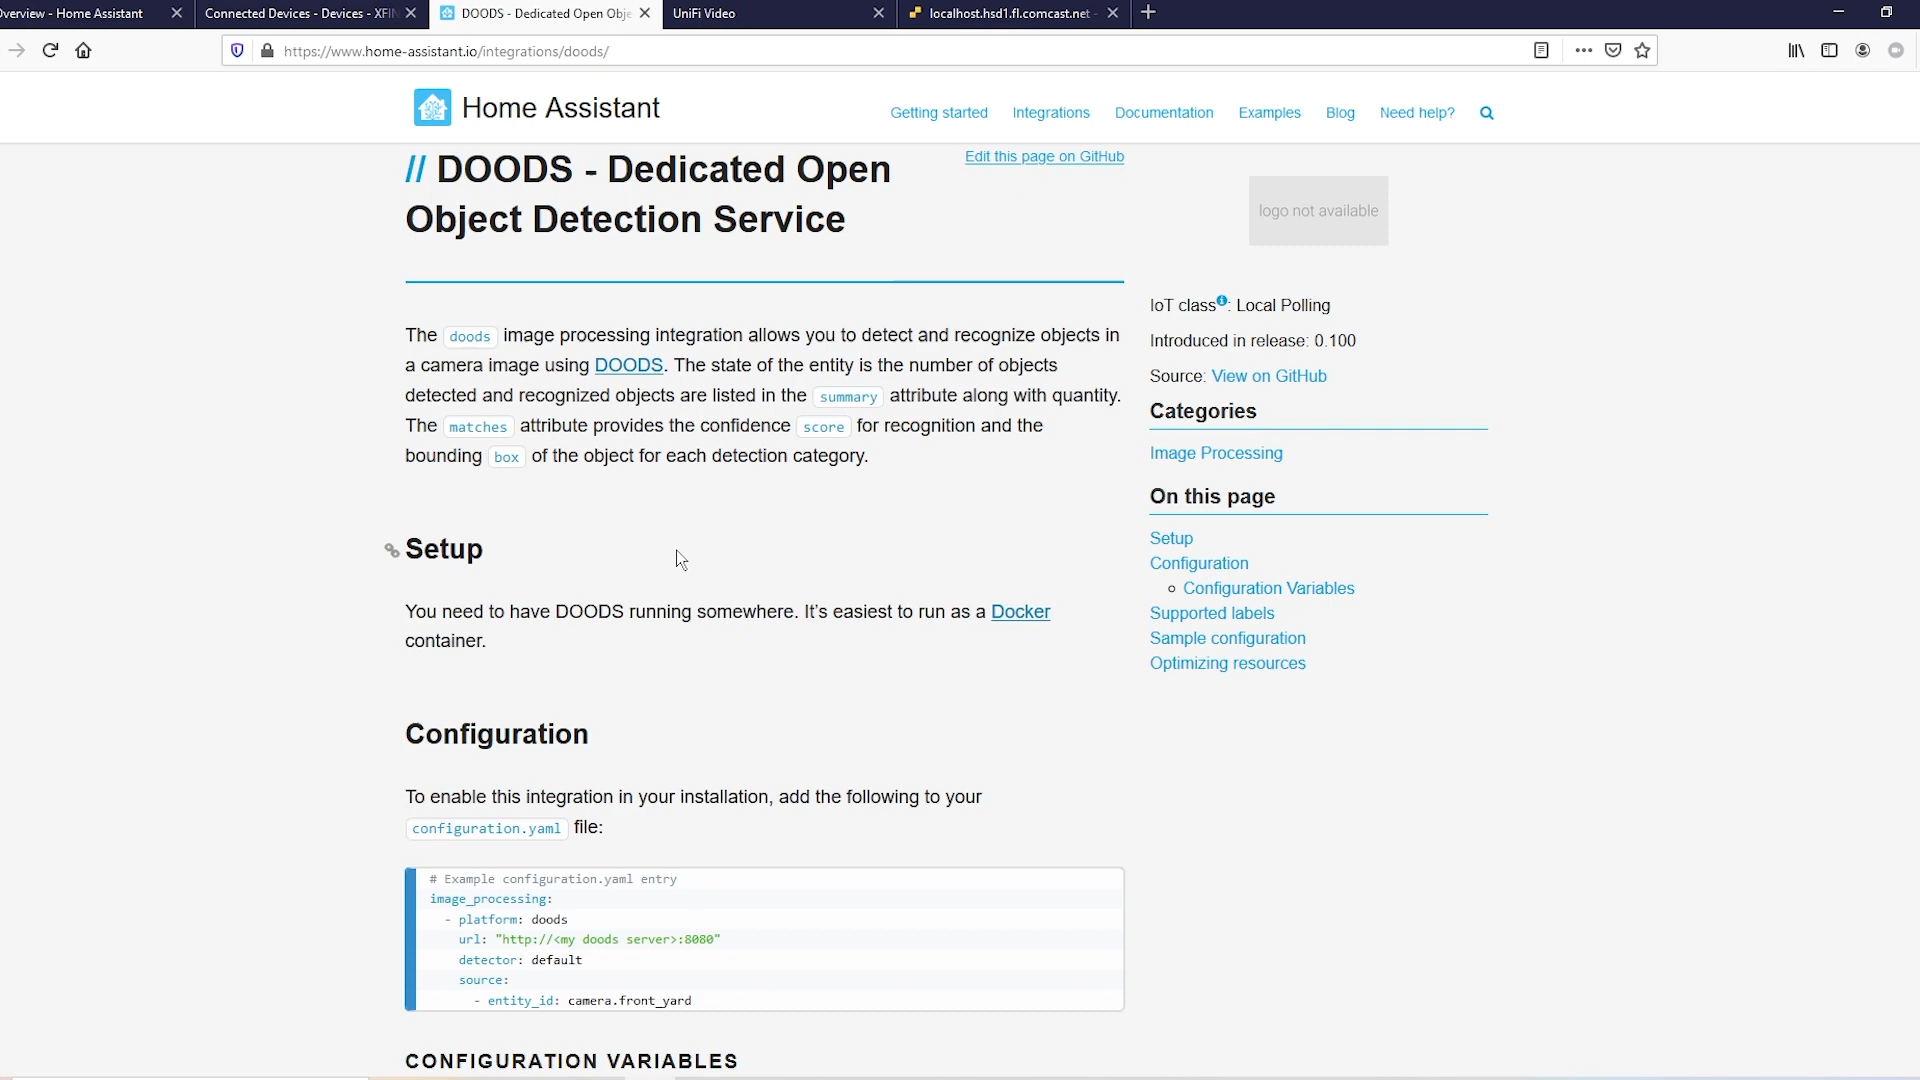 Overview - Home Assistant
Connected Devices - Devices - XFIN
DOODS - Dedicated Open Obje
UniFi Video
localhost.hsd1.fl.comcast.net -
https://www.home-assistant.io/integrations/doods/
Home Assistant
Getting started
Integrations
Documentation
Examples
Blog
Need help?
// DOODS - Dedicated Open
Object Detection Service
Edit this page on GitHub
The doods image processing integration allows you to detect and recognize objects in
a camera image using DOODS. The state of the entity is the number of objects
detected and recognized objects are listed in the summary attribute along with quantity.
The matches attribute provides the confidence score for recognition and the
bounding box of the object for each detection category.
Setup
You need to have DOODS running somewhere. It's easiest to run as a Docker
container.
Configuration
To enable this integration in your installation, add the following to your
configuration.yaml file:
# Example configuration.yaml entry
image_processing:
- platform: doods
url: "http://<my doods server>:8080"
detector: default
source:
- entity_id: camera.front_yard
CONFIGURATION VARIABLES
logo not available
IoT class: Local Polling
Introduced in release: 0.100
Source: View on GitHub
Categories
Image Processing
On this page
Setup
Configuration
Configuration Variables
Supported labels
Sample configuration
Optimizing resources